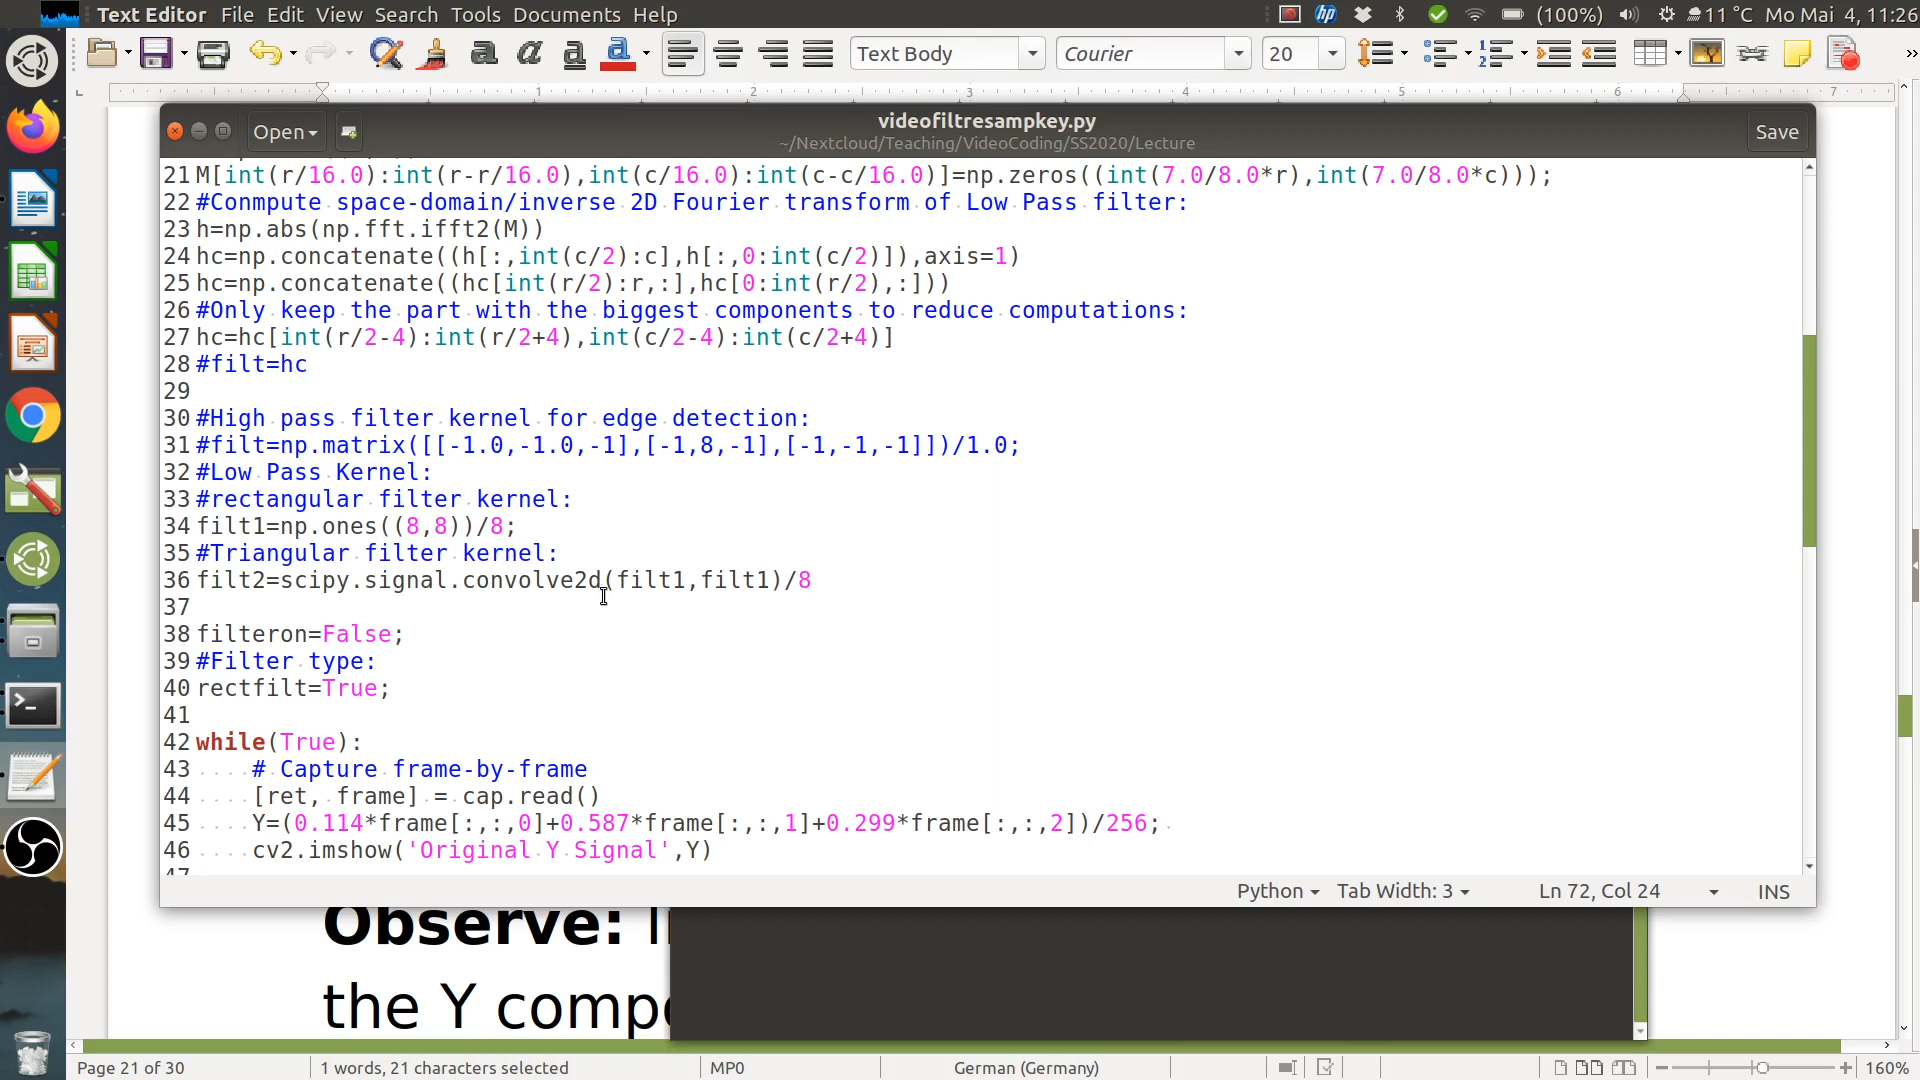 Text Editor File Edit View Search Tools Documents Help
hp (100%) 11 °C Mo Mai 4, 11:26
Text Body Courier 20
1 2 3 4 5 6 7
Open videofiltresampkey.py Save
~/Nextcloud/Teaching/VideoCoding/SS2020/Lecture
21 M[int(r/16.0):int(r-r/16.0),int(c/16.0):int(c-c/16.0)]=np.zeros((int(7.0/8.0*r),int(7.0/8.0*c)));
22 #Conmpute space-domain/inverse 2D Fourier transform of Low Pass filter:
23 h=np.abs(np.fft.ifft2(M))
24 hc=np.concatenate((h[:,int(c/2):c],h[:,0:int(c/2)]),axis=1)
25 hc=np.concatenate((hc[int(r/2):r,:],hc[0:int(r/2),:]))
26 #Only keep the part with the biggest components to reduce computations:
27 hc=hc[int(r/2-4):int(r/2+4),int(c/2-4):int(c/2+4)]
28 #filt=hc
29
30 #High pass filter kernel for edge detection:
31 #filt=np.matrix([[-1.0,-1.0,-1],[-1,8,-1],[-1,-1,-1]])/1.0;
32 #Low Pass Kernel:
33 #rectangular filter kernel:
34 filt1=np.ones((8,8))/8;
35 #Triangular filter kernel:
36 filt2=scipy.signal.convolve2d(filt1,filt1)/8
37
38 filteron=False;
39 #Filter type:
40 rectfilt=True;
41
42 while(True):
43     # Capture frame-by-frame
44     [ret, frame] = cap.read()
45     Y=(0.114*frame[:,:,0]+0.587*frame[:,:,1]+0.299*frame[:,:,2])/256;
46     cv2.imshow('Original Y Signal',Y)
Python Tab Width: 3 Ln 72, Col 24 INS
Observe:
the Y
Page 21 of 30 1 words, 21 characters selected MP0 German (Germany) 160%